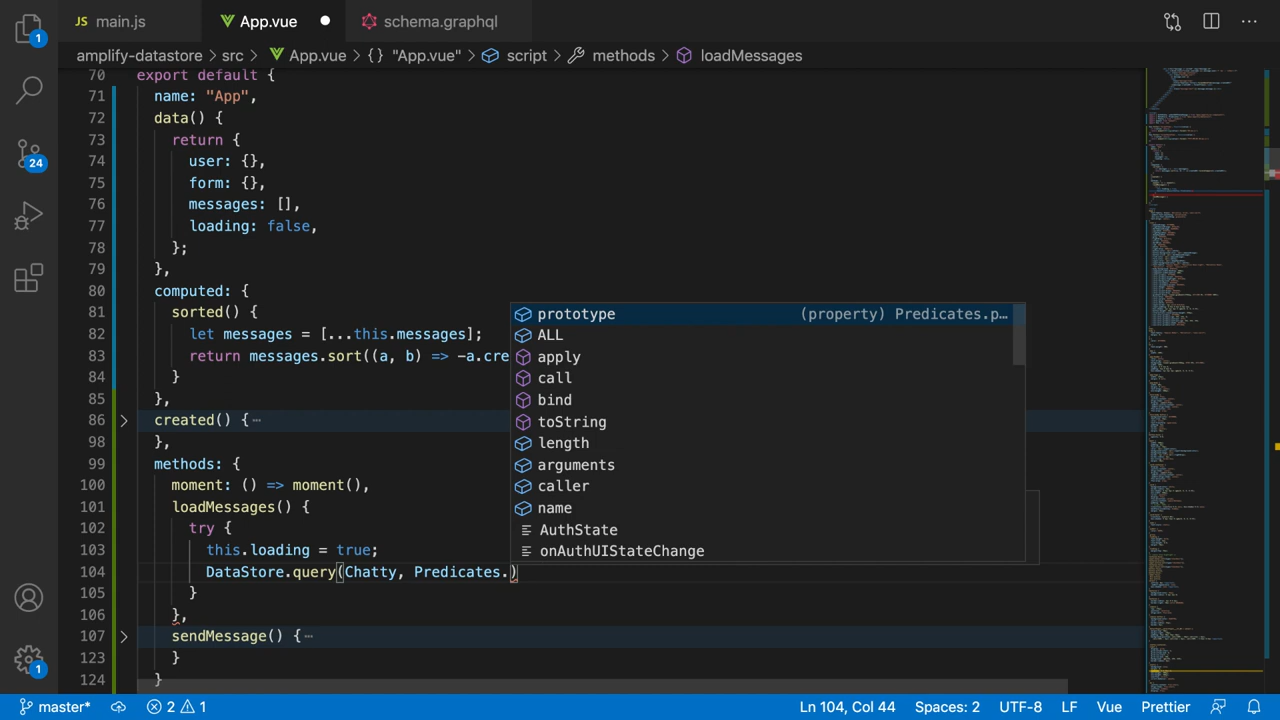 JS main.js
App.vue
schema.graphql
amplify-datastore > src > App.vue > {} "App.vue" > script > methods > loadMessages
1
24
1
70 export default {
71 name: "App",
72 data() {
73 return {
74 user: {},
75 form: {},
76 messages: [],
77 loading: false,
78 };
79 },
80 computed: {
81 sorted() {
82 let messages = [...this.messages];
83 return messages.sort((a, b) => -a.cre
84 }
85 },
86 created() {
98 },
99 methods: {
100 moment: () => moment(),
101 loadMessages() {
102 try {
103 this.loading = true;
104 DataStore.query(Chatty, Predicates.)
105 }
106 }
107 sendMessage() {
123 }
124 }
prototype (property) Predicates.p…
ALL
apply
call
bind
toString
length
arguments
caller
name
AuthState
onAuthUIStateChange
master* 2 1 Ln 104, Col 44 Spaces: 2 UTF-8 LF Vue Prettier